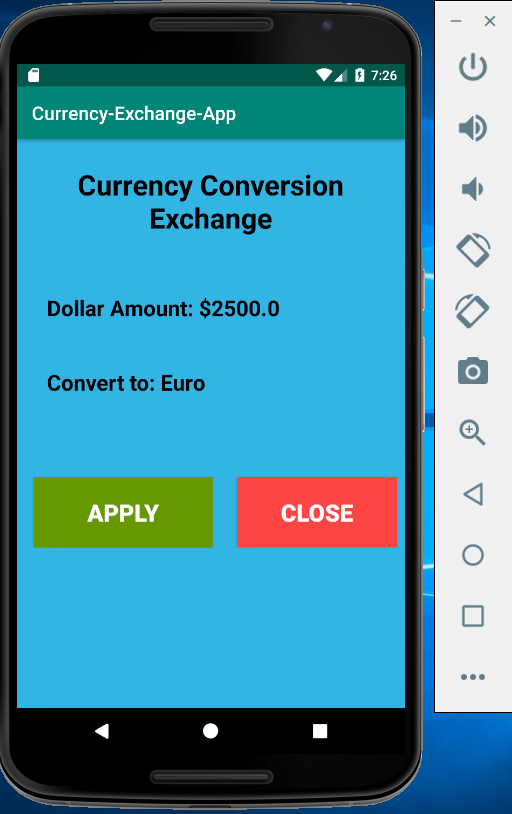 7:26
Currency-Exchange-App
Currency Conversion
Exchange
Dollar Amount: $2500.0
Convert to: Euro
APPLY
CLOSE